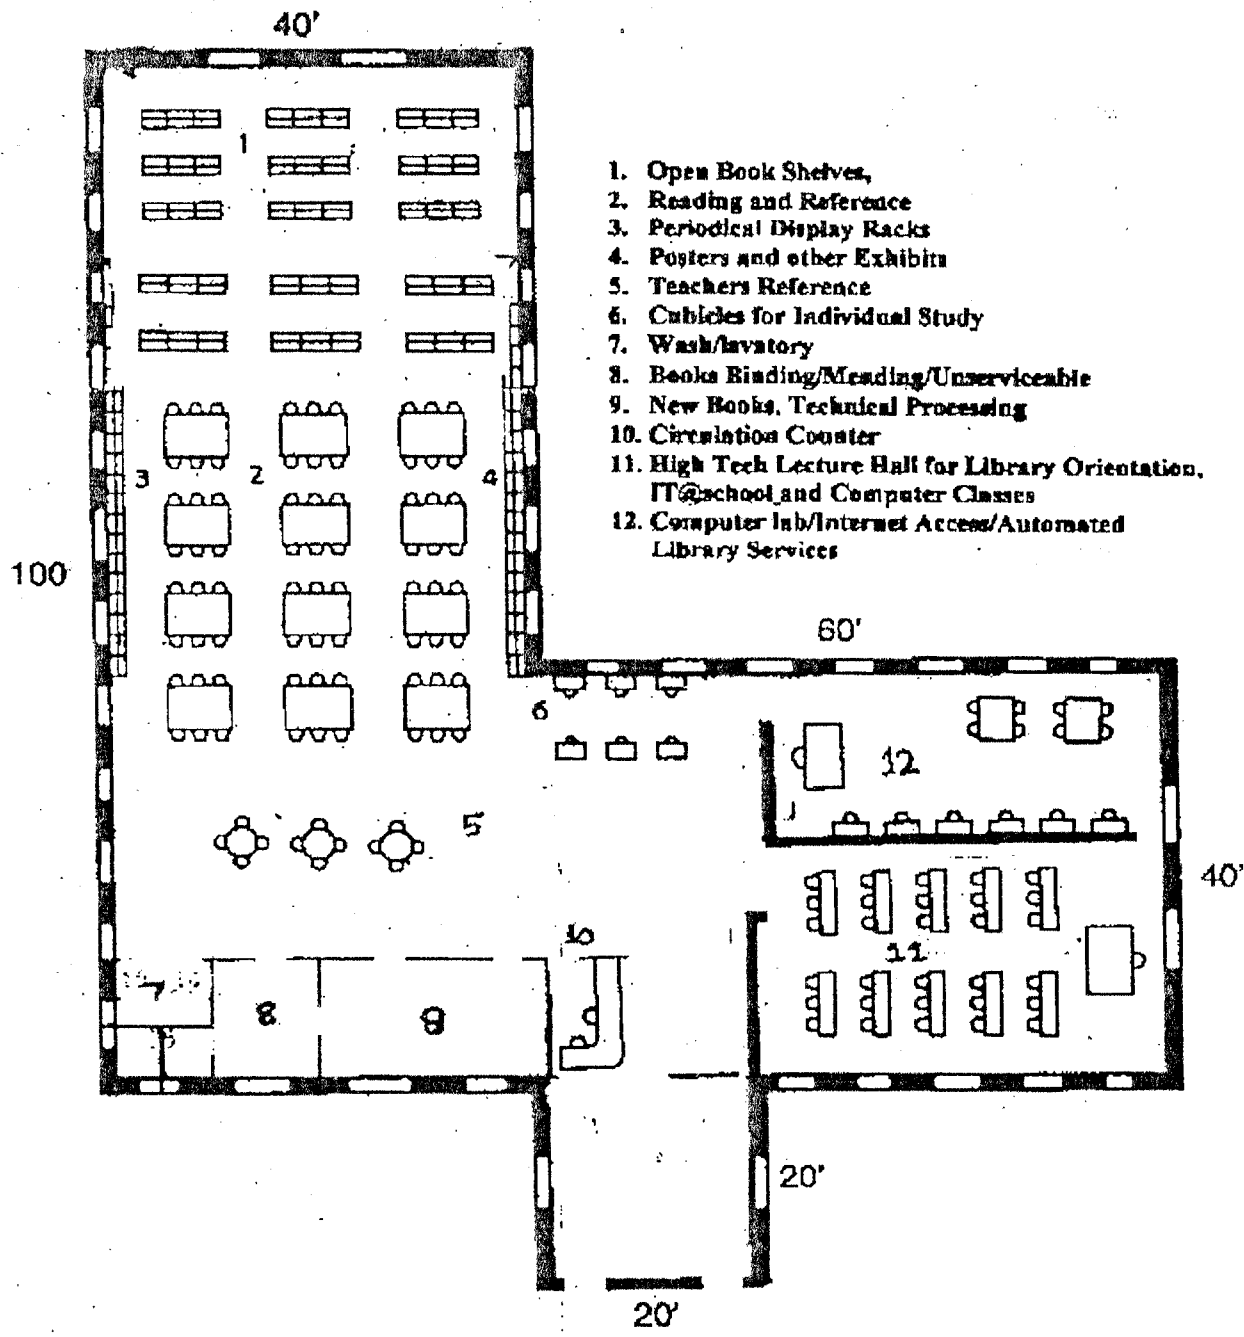 40'
1
1. Open Book Shelves,
2. Reading and Reference
3. Periodical Display Racks
4. Posters and other Exhibits
5. Teachers Reference
6. Cubicles for Individual Study
7. Wash/lavatory
8. Books Binding/Mending/Unserviceable
9. New Books, Technical Processing
10. Circulation Counter
11. High Tech Lecture Hall for Library Orientation,
IT@school and Computer Classes
12. Computer lab/Internet Access/Automated
Library Services
3 2 4
100
60'
6
12
5
40'
10
11
7 8 9
20'
20'